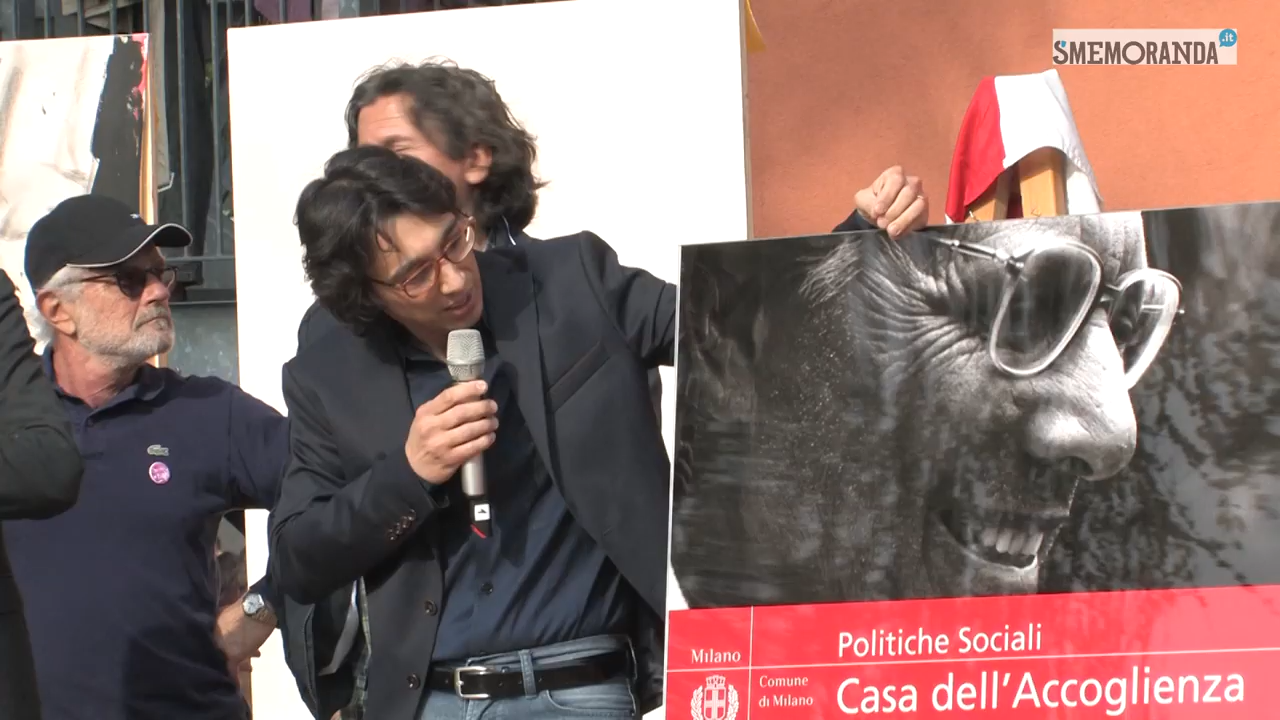 SMEMORANDA.it
Milano
Politiche Sociali
Comune
di Milano
Casa dell'Accoglienza